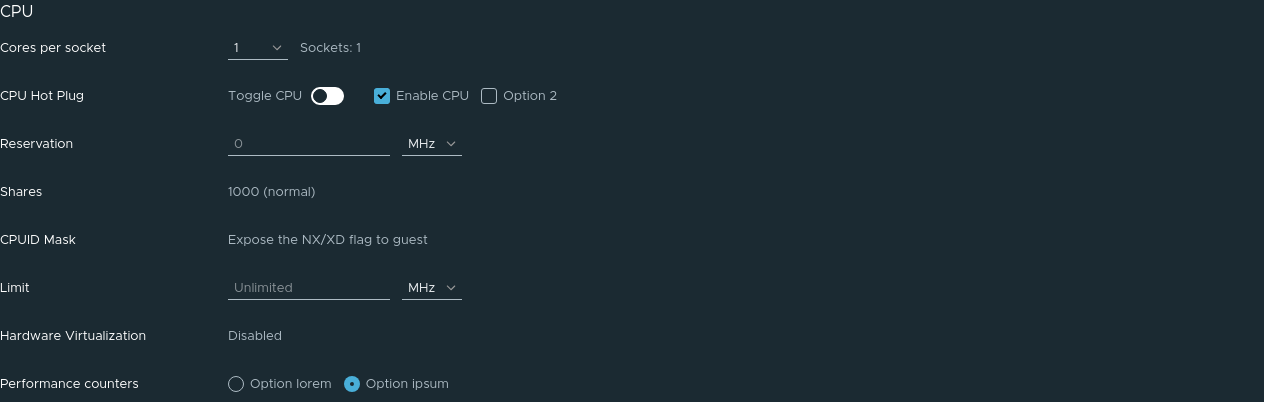 CPU
Cores per socket 1 Sockets: 1
CPU Hot Plug Toggle CPU Enable CPU Option 2
Reservation 0 MHz
Shares 1000 (normal)
CPUID Mask Expose the NX/XD flag to guest
Limit Unlimited MHz
Hardware Virtualization Disabled
Performance counters Option lorem Option ipsum